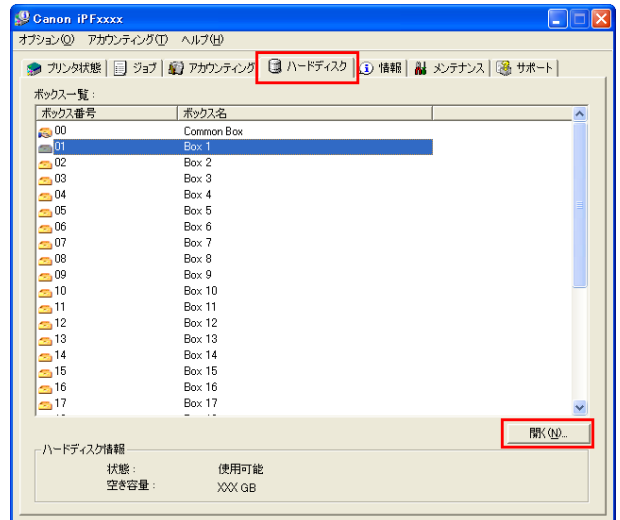 Canon iPFxxxx
オプション(O) アカウンティング(T) ヘルプ(H)
プリンタ状態 ジョブ アカウンティング ハードディスク 情報 メンテナンス サポート
ボックス一覧 :
ボックス番号 ボックス名
00 Common Box
01 Box 1
02 Box 2
03 Box 3
04 Box 4
05 Box 5
06 Box 6
07 Box 7
08 Box 8
09 Box 9
10 Box 10
11 Box 11
12 Box 12
13 Box 13
14 Box 14
15 Box 15
16 Box 16
17 Box 17
開く(N)...
ハードディスク情報
状態 : 使用可能
空き容量 : XXX GB